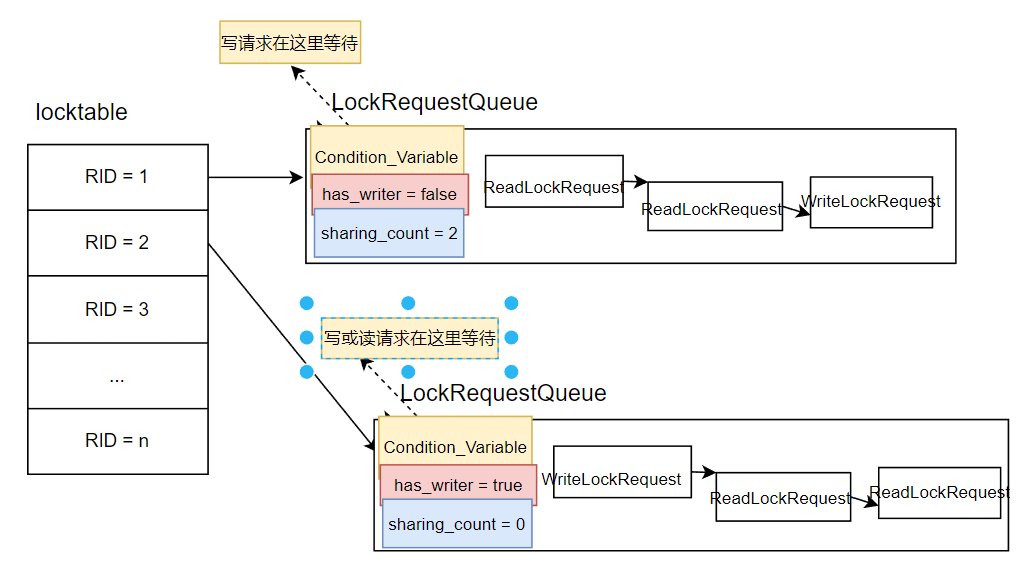 写请求在这里等待
LockRequestQueue
locktable
Condition_Variable
RID = 1
has_writer = false
sharing_count = 2
ReadLockRequest
ReadLockRequest
WriteLockRequest
RID = 2
RID = 3
...
RID = n
写或读请求在这里等待
LockRequestQueue
Condition_Variable
has_writer = true
sharing_count = 0
WriteLockRequest
ReadLockRequest
ReadLockRequest